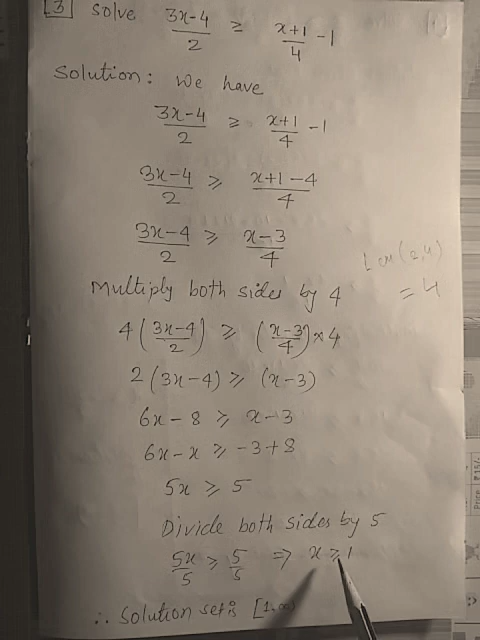 [3] solve (3x-4)/2 ≥ (x+1)/4 - 1
Solution: We have
(3x-4)/2 ≥ (x+1)/4 - 1
(3x-4)/2 ≥ (x+1-4)/4
(3x-4)/2 ≥ (x-3)/4
Lcm(2,4)
= 4
Multiply both sides by 4
4((3x-4)/2) ≥ ((x-3)/4) × 4
2(3x-4) ≥ (x-3)
6x - 8 ≥ x - 3
6x - x ≥ -3 + 8
5x ≥ 5
Divide both sides by 5
5x/5 ≥ 5/5 ⇒ x ≥ 1
∴ Solution set is [1,∞)